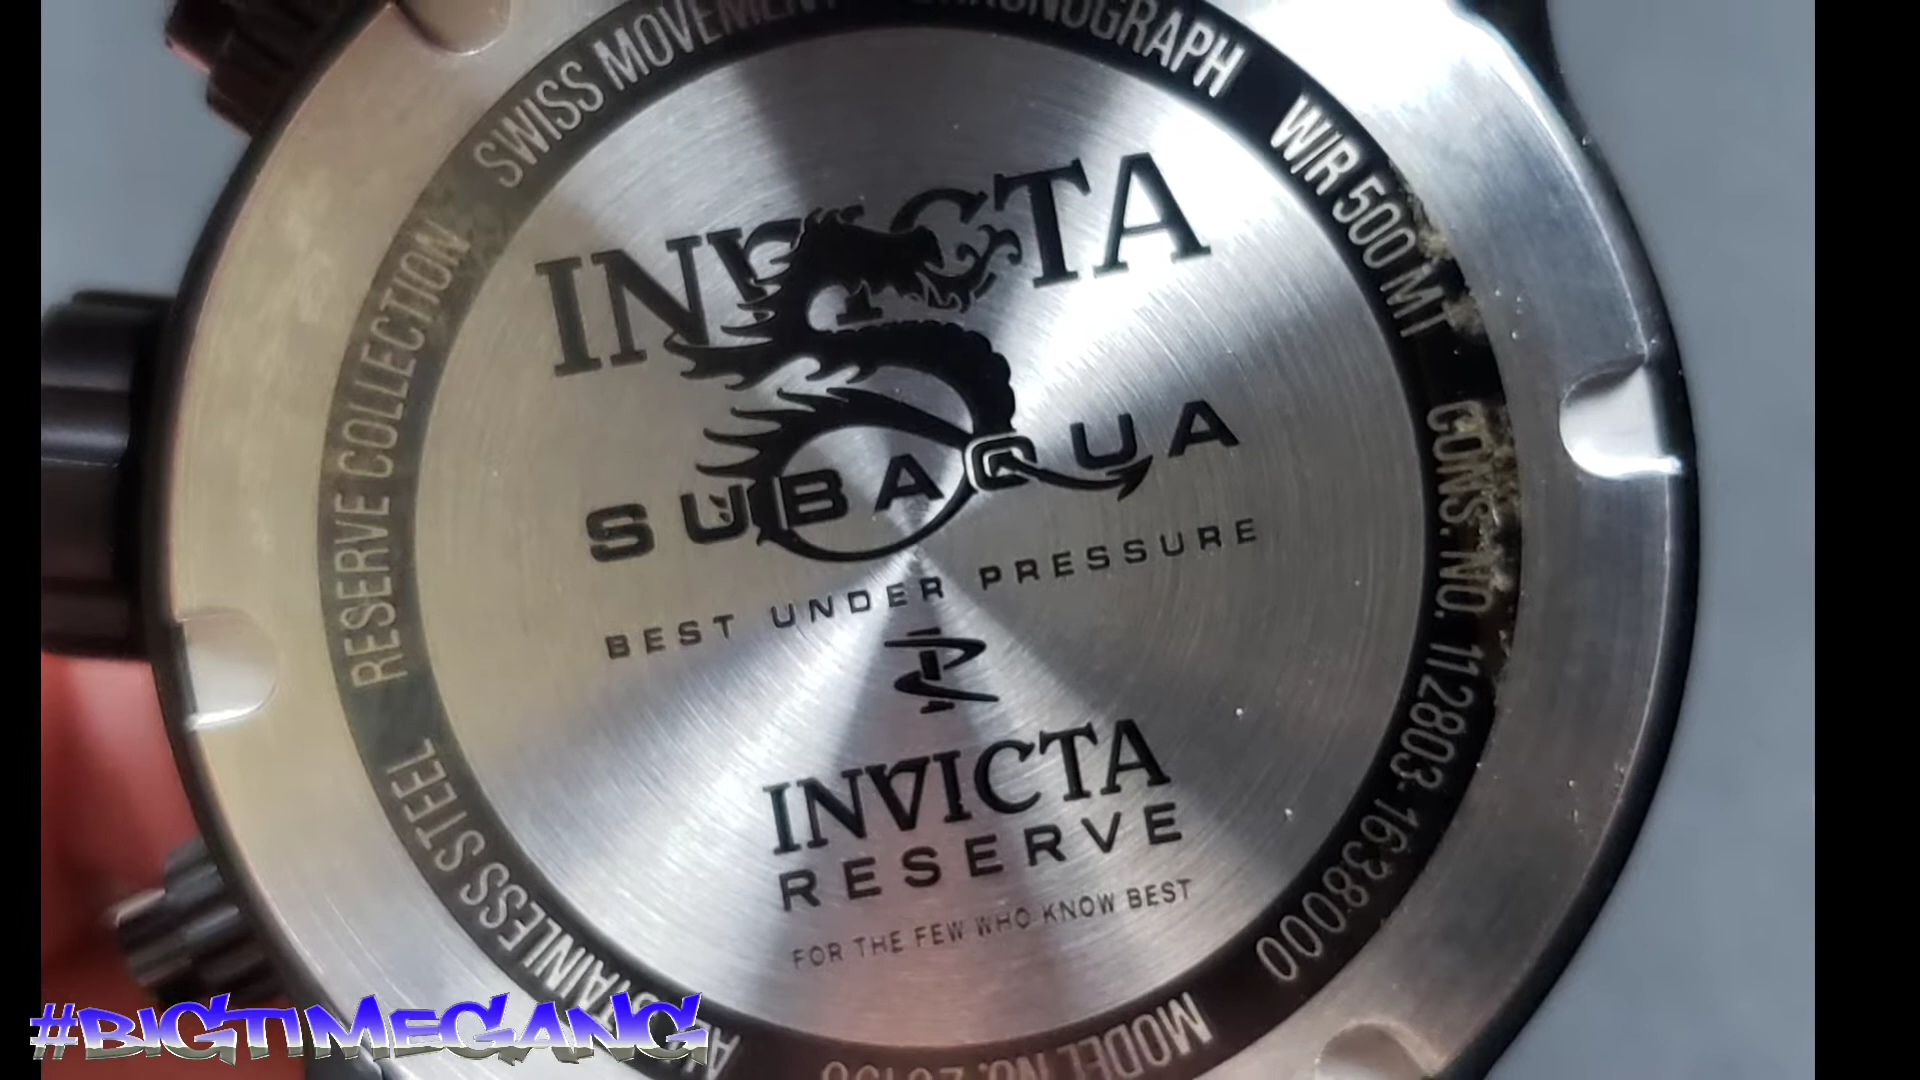 SWISS MOVEMENT
CHRONOGRAPH
W/R 500 MT
CONS. NO. 112803-1638000
MODEL NO.
STAINLESS STEEL
RESERVE COLLECTION
INVICTA
SUBAQUA
BEST UNDER PRESSURE
INVICTA
RESERVE
FOR THE FEW WHO KNOW BEST
#BIGTIMEGANG